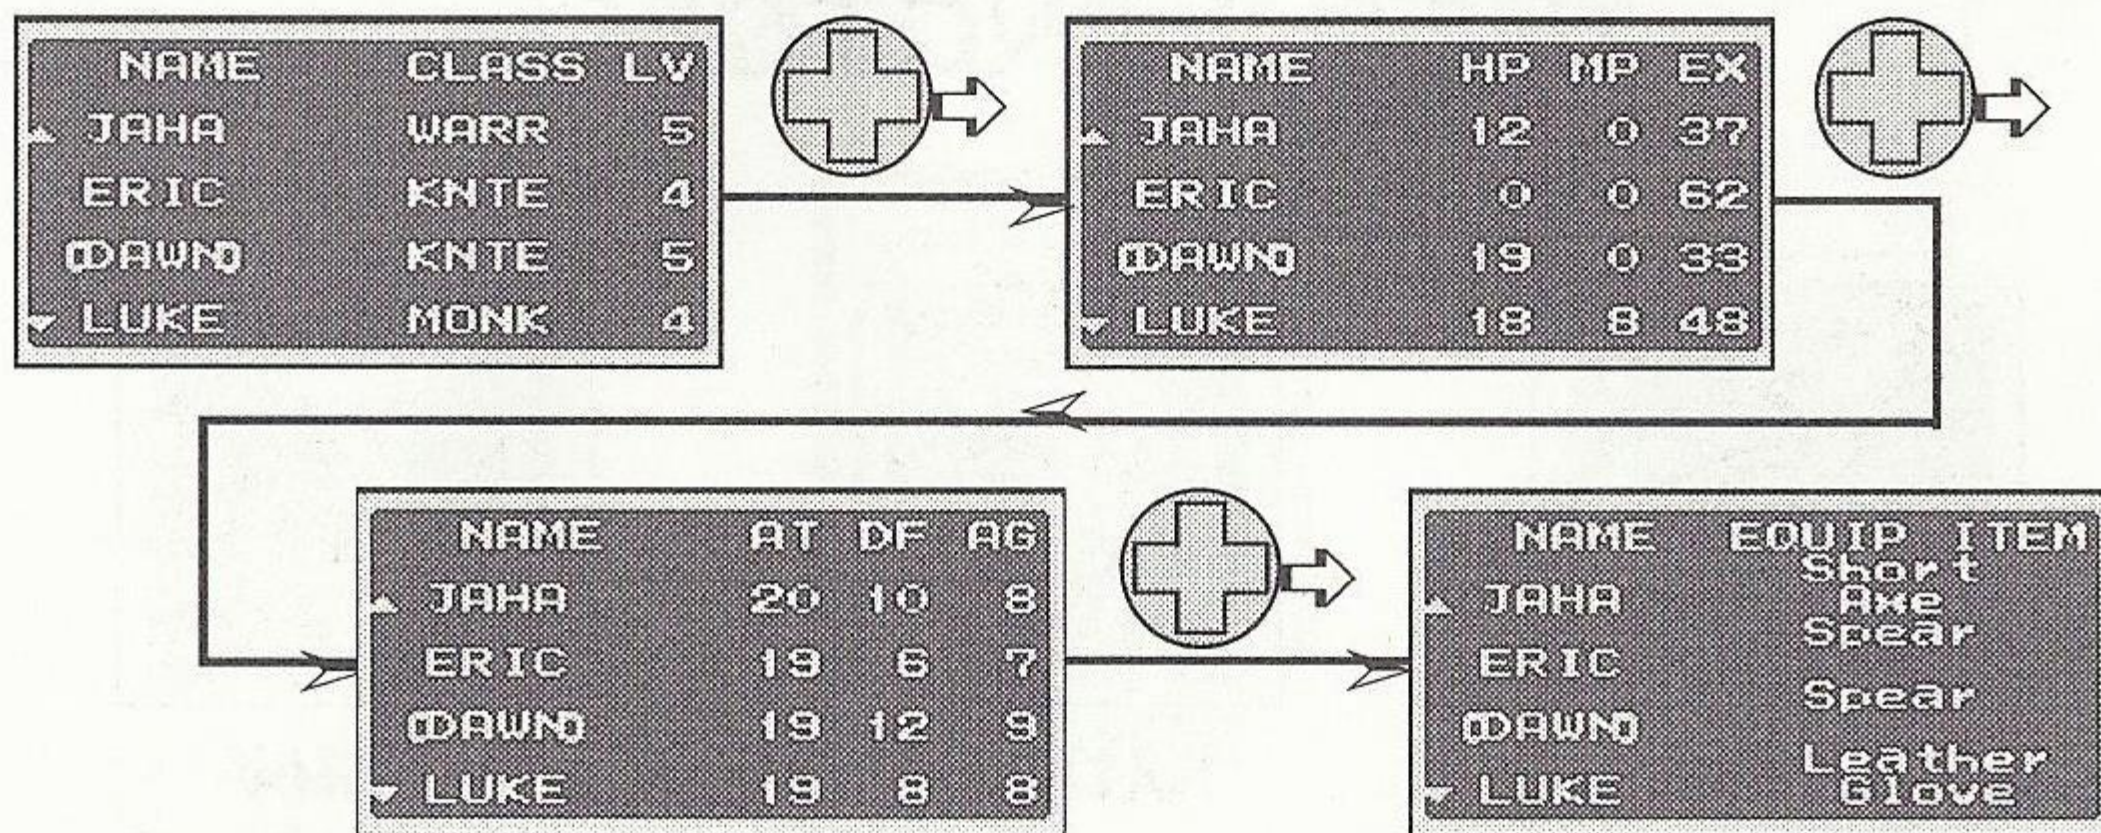 NAME CLASS LV
JAHA WARR 5
ERIC KNTE 4
(DAWN) KNTE 5
LUKE MONK 4
NAME HP MP EX
JAHA 12 0 37
ERIC 0 0 62
(DAWN) 19 0 33
LUKE 18 8 48
NAME AT DF AG
JAHA 20 10 8
ERIC 19 6 7
(DAWN) 19 12 9
LUKE 19 8 8
NAME EQUIP ITEM
JAHA Short
Axe
ERIC Spear
(DAWN) Spear
LUKE Leather
Glove